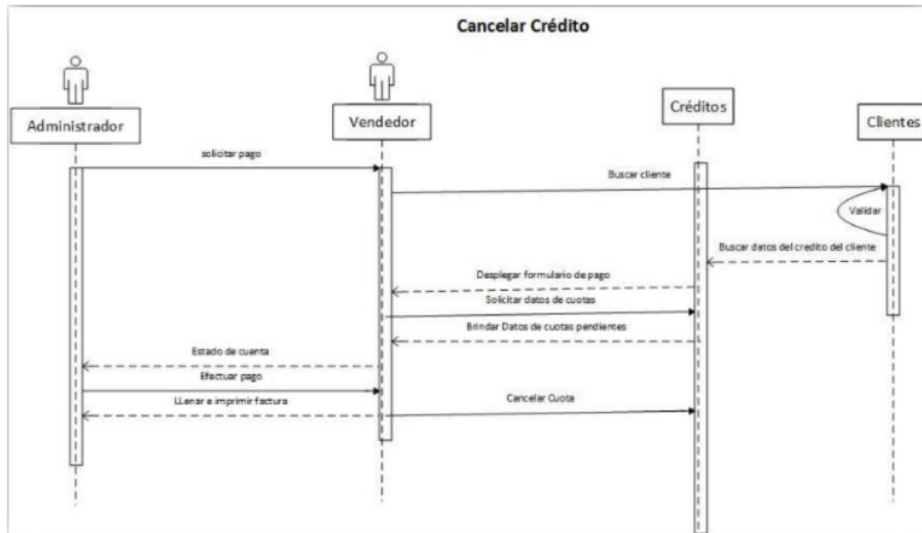 Cancelar Crédito
Administrador
Vendedor
Créditos
Clientes
solicitar pago
Buscar cliente
Validar
Buscar datos del credito del cliente
Desplegar formulario de pago
Solicitar datos de cuotas
Brindar Datos de cuotas pendientes
Estado de cuenta
Efectuar pago
LLenar e imprimir factura
Cancelar Cuota